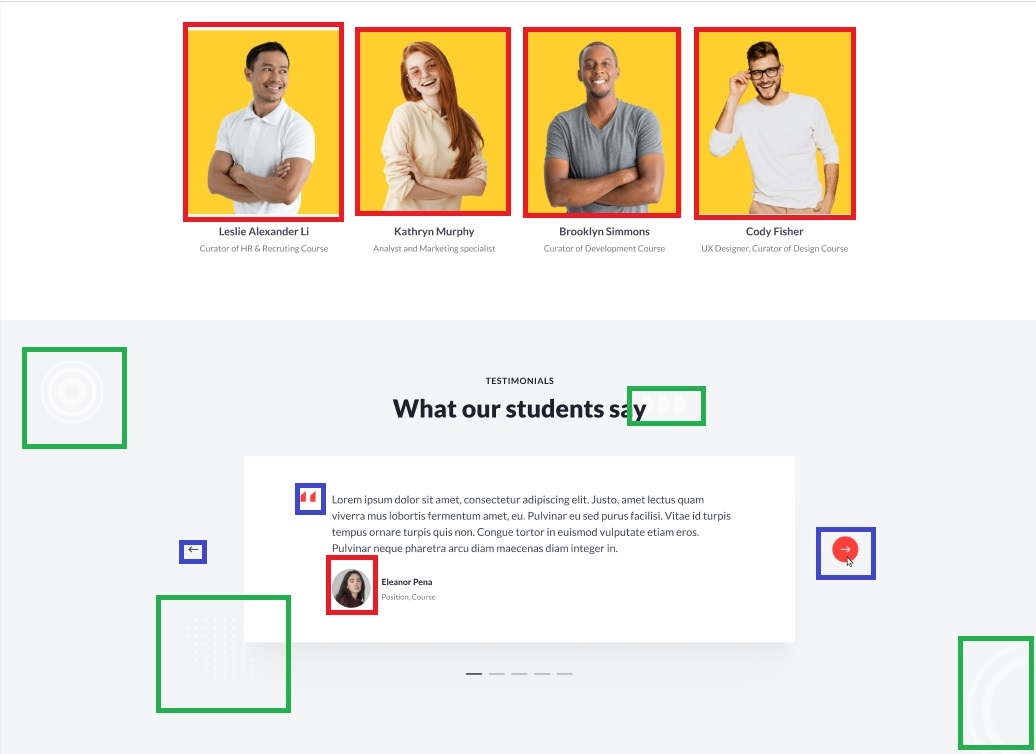 Leslie Alexander Li
Kathryn Murphy
Brooklyn Simmons
Cody Fisher
Curator of HR & Recruting Course
Analyst and Marketing specialist
Curator of Development Course
UX Designer, Curator of Design Course
TESTIMONIALS
What our students say
Lorem ipsum dolor sit amet, consectetur adipiscing elit. Justo, amet lectus quam
viverra mus lobortis fermentum amet, eu. Pulvinar eu sed purus facilisi. Vitae id turpis
tempus ornare turpis quis non. Congue tortor in euismod vulputate etiam eros.
Pulvinar neque pharetra arcu diam maecenas diam integer in.
Eleanor Pena
Position, Course